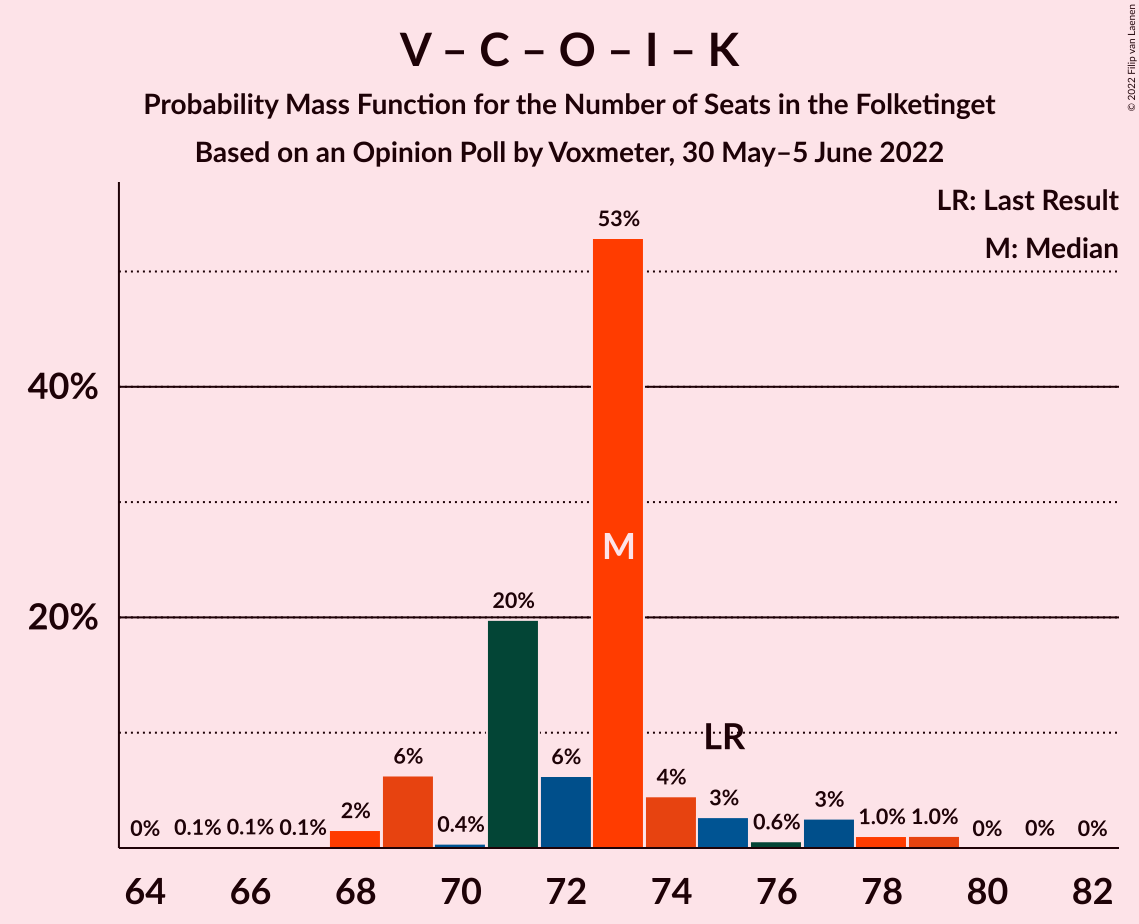 V – C – O – I – K
Probability Mass Function for the Number of Seats in the Folketinget
Based on an Opinion Poll by Voxmeter, 30 May–5 June 2022
© 2022 Filip van Laenen
LR: Last Result
M: Median
40%
20%
0%
0.1%
0.1%
0.1%
2%
6%
0.4%
20%
6%
53%
M
4%
LR
3%
0.6%
3%
1.0%
1.0%
0%
0%
0%
64 66 68 70 72 74 76 78 80 82